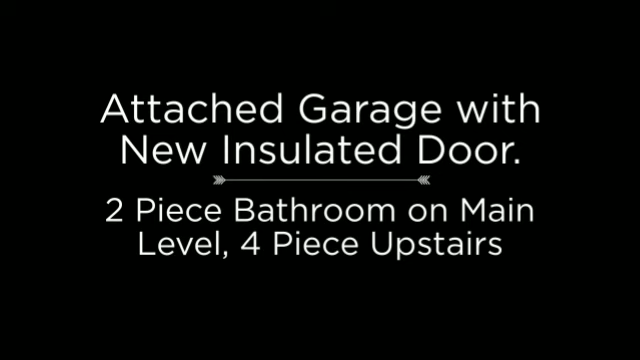 Attached Garage with
New Insulated Door.
2 Piece Bathroom on Main
Level, 4 Piece Upstairs